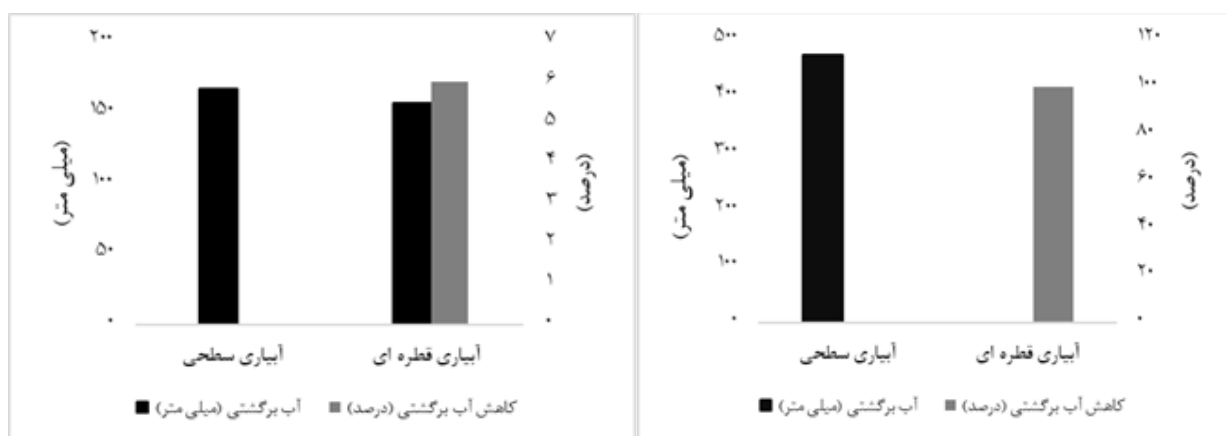 ۲۰۰
۱۵۰
۱۰۰
۵۰
۰
(میلی متر)
۷
۶
۵
۴
۳
۲
۱
۰
(درصد)
آبیاری سطحی
آبیاری قطره ای
آب برگشتی (میلی متر)
کاهش آب برگشتی (درصد)
۵۰۰
۴۰۰
۳۰۰
۲۰۰
۱۰۰
۰
(میلی متر)
۱۲۰
۱۰۰
۸۰
۶۰
۴۰
۲۰
۰
(درصد)
آبیاری سطحی
آبیاری قطره ای
آب برگشتی (میلی متر)
کاهش آب برگشتی (درصد)